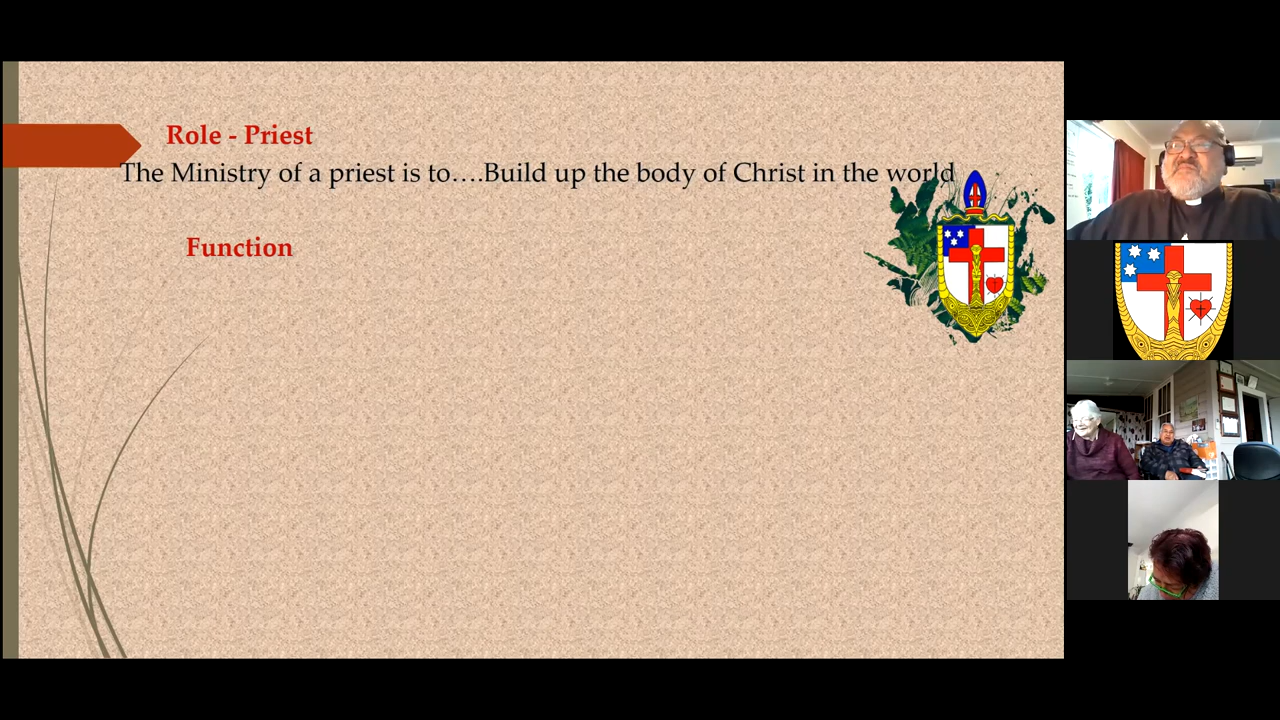 Role - Priest
The Ministry of a priest is to….Build up the body of Christ in the world
Function